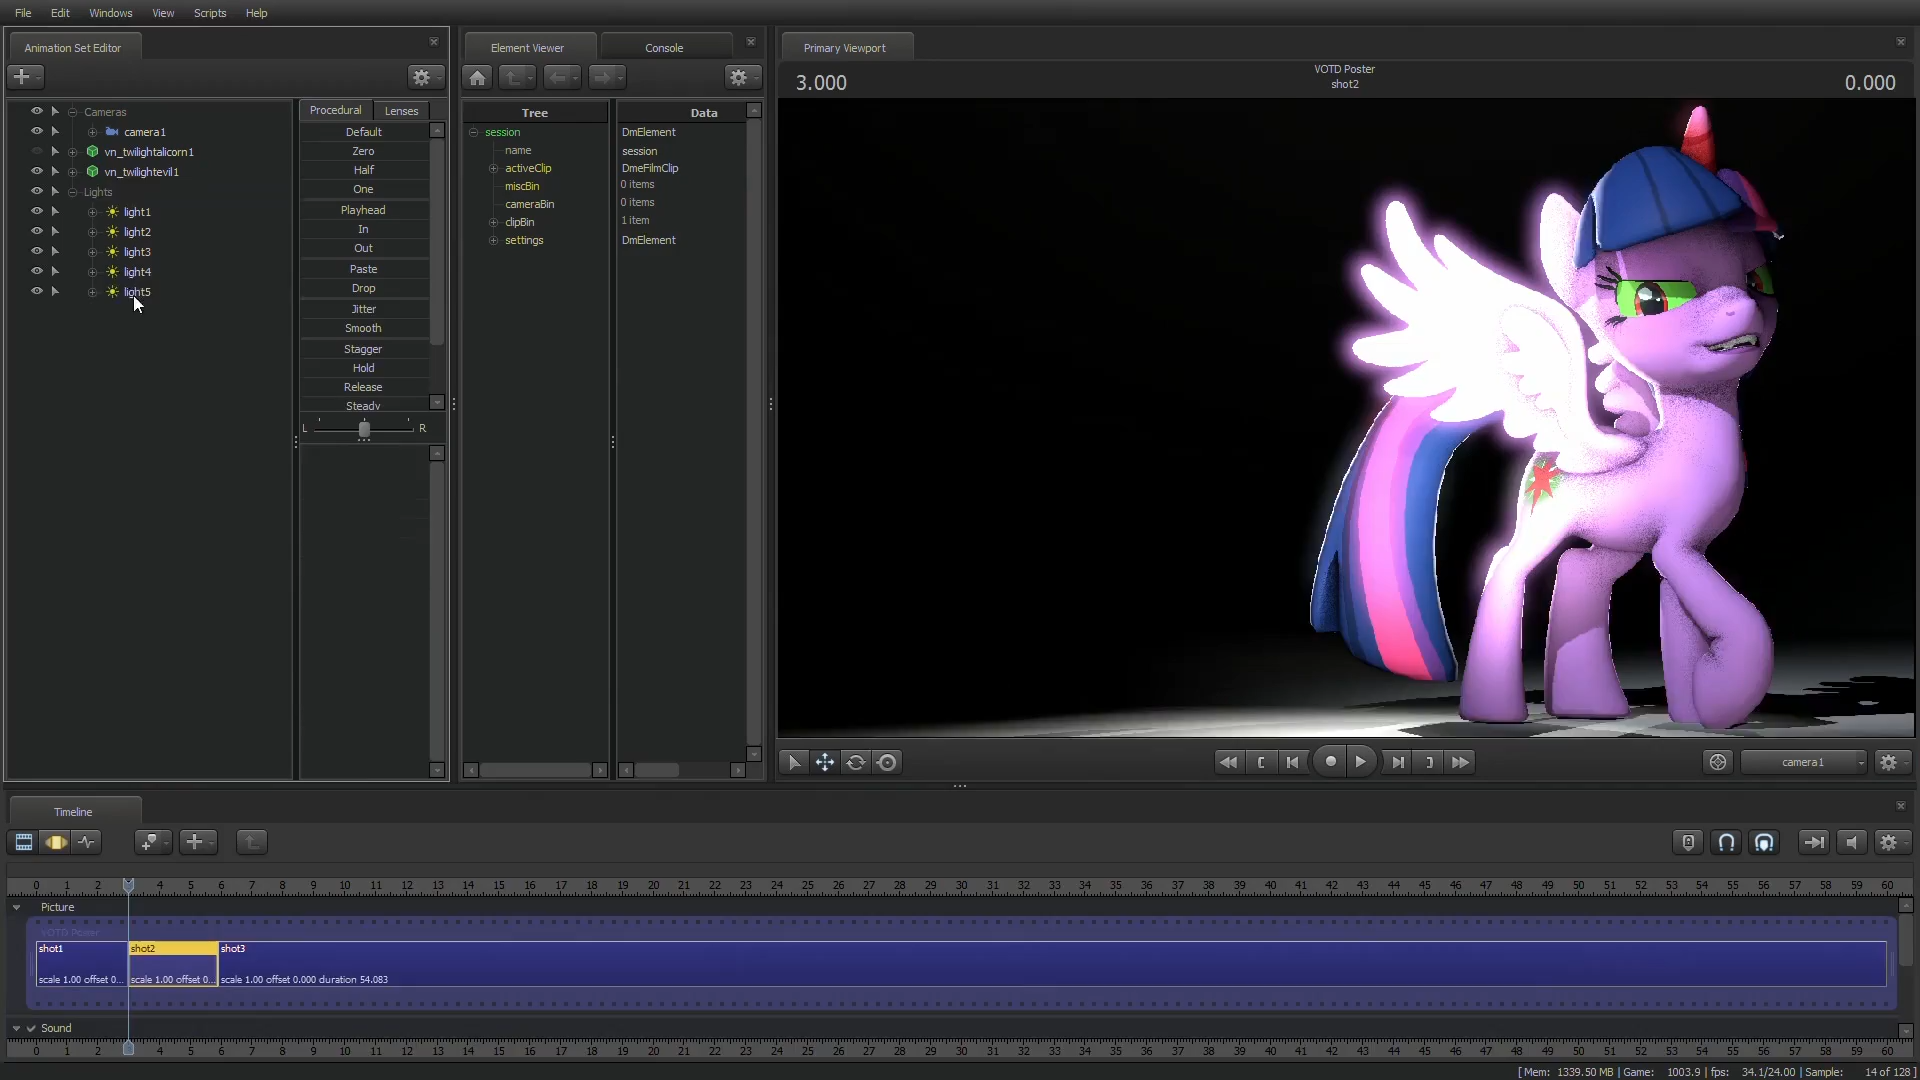 File Edit Windows View Scripts Help
Animation Set Editor
Element Viewer Console
Primary Viewport
3.000
VOTD Poster
shot2
0.000
Cameras
camera1
vn_twilightalicorn1
vn_twilightevil1
Lights
light1
light2
light3
light4
light5
Procedural Lenses
Default
Zero
Half
One
Playhead
In
Out
Paste
Drop
Jitter
Smooth
Stagger
Hold
Release
Steady
L R
Tree Data
session DmElement
name session
activeClip DmeFilmClip
miscBin 0 items
cameraBin 0 items
clipBin 1 item
settings DmElement
camera1
Timeline
0 1 2 4 5 6 7 8 9 10 11 12 13 14 15 16 17 18 19 20 21 22 23 24 25 26 27 28 29 30 31 32 33 34 35 36 37 38 39 40 41 42 43 44 45 46 47 48 49 50 51 52 53 54 55 56 57 58 59 60
Picture
VOTD Poster
shot1 shot2 shot3
scale 1.00 offset 0... scale 1.00 offset 0... scale 1.00 offset 0.000 duration 54.083
Sound
0 1 2 4 5 6 7 8 9 10 11 12 13 14 15 16 17 18 19 20 21 22 23 24 25 26 27 28 29 30 31 32 33 34 35 36 37 38 39 40 41 42 43 44 45 46 47 48 49 50 51 52 53 54 55 56 57 58 59 60
[ Mem: 1339.50 MB | Game: 1003.9 | fps: 34.1/24.00 | Sample: 14 of 128 ]